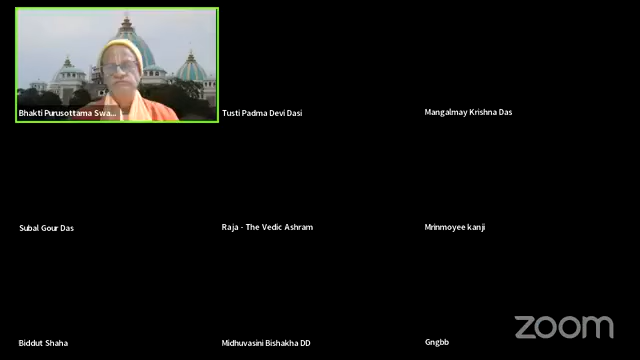 Bhakti Purusottama Swa...
Tusti Padma Devi Dasi
Mangalmay Krishna Das
Subal Gour Das
Raja - The Vedic Ashram
Mrinmoyee kanji
Biddut Shaha
Midhuvasini Bishakha DD
Gngbb
zoom